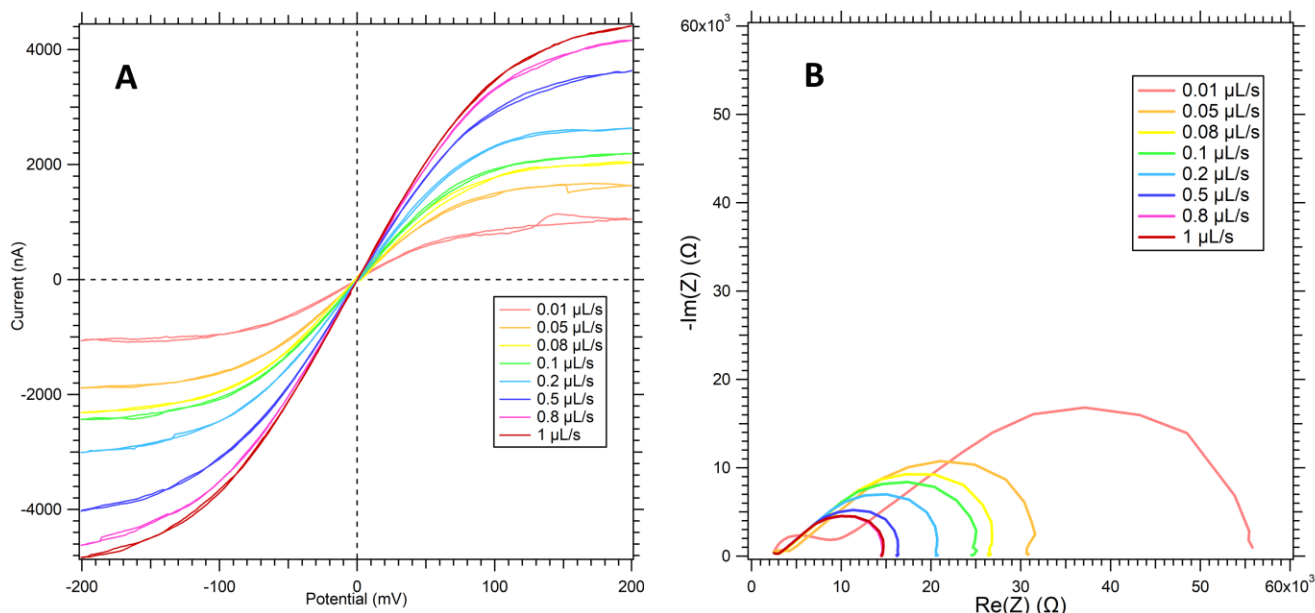 A
4000
2000
0
-2000
-4000
Current (nA)
-200
-100
0
100
200
Potential (mV)
0.01 µL/s
0.05 µL/s
0.08 µL/s
0.1 µL/s
0.2 µL/s
0.5 µL/s
0.8 µL/s
1 µL/s
B
60x10³
50
40
30
20
10
0
-Im(Z) (Ω)
0
10
20
30
40
50
60x10³
Re(Z) (Ω)
0.01 µL/s
0.05 µL/s
0.08 µL/s
0.1 µL/s
0.2 µL/s
0.5 µL/s
0.8 µL/s
1 µL/s